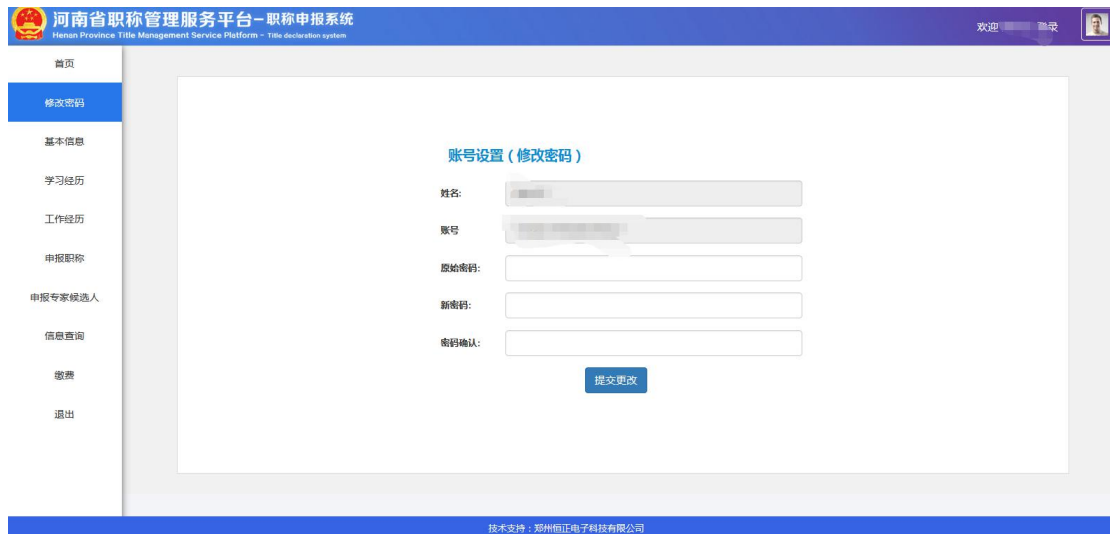 河南省职称管理服务平台-职称申报系统
Henan Province Title Management Service Platform - Title declaration system
欢迎 登录
首页
修改密码
基本信息
学习经历
工作经历
申报职称
申报专家候选人
信息查询
缴费
退出
账号设置（修改密码）
姓名:
账号
原始密码:
新密码:
密码确认:
提交更改
技术支持：郑州恒正电子科技有限公司